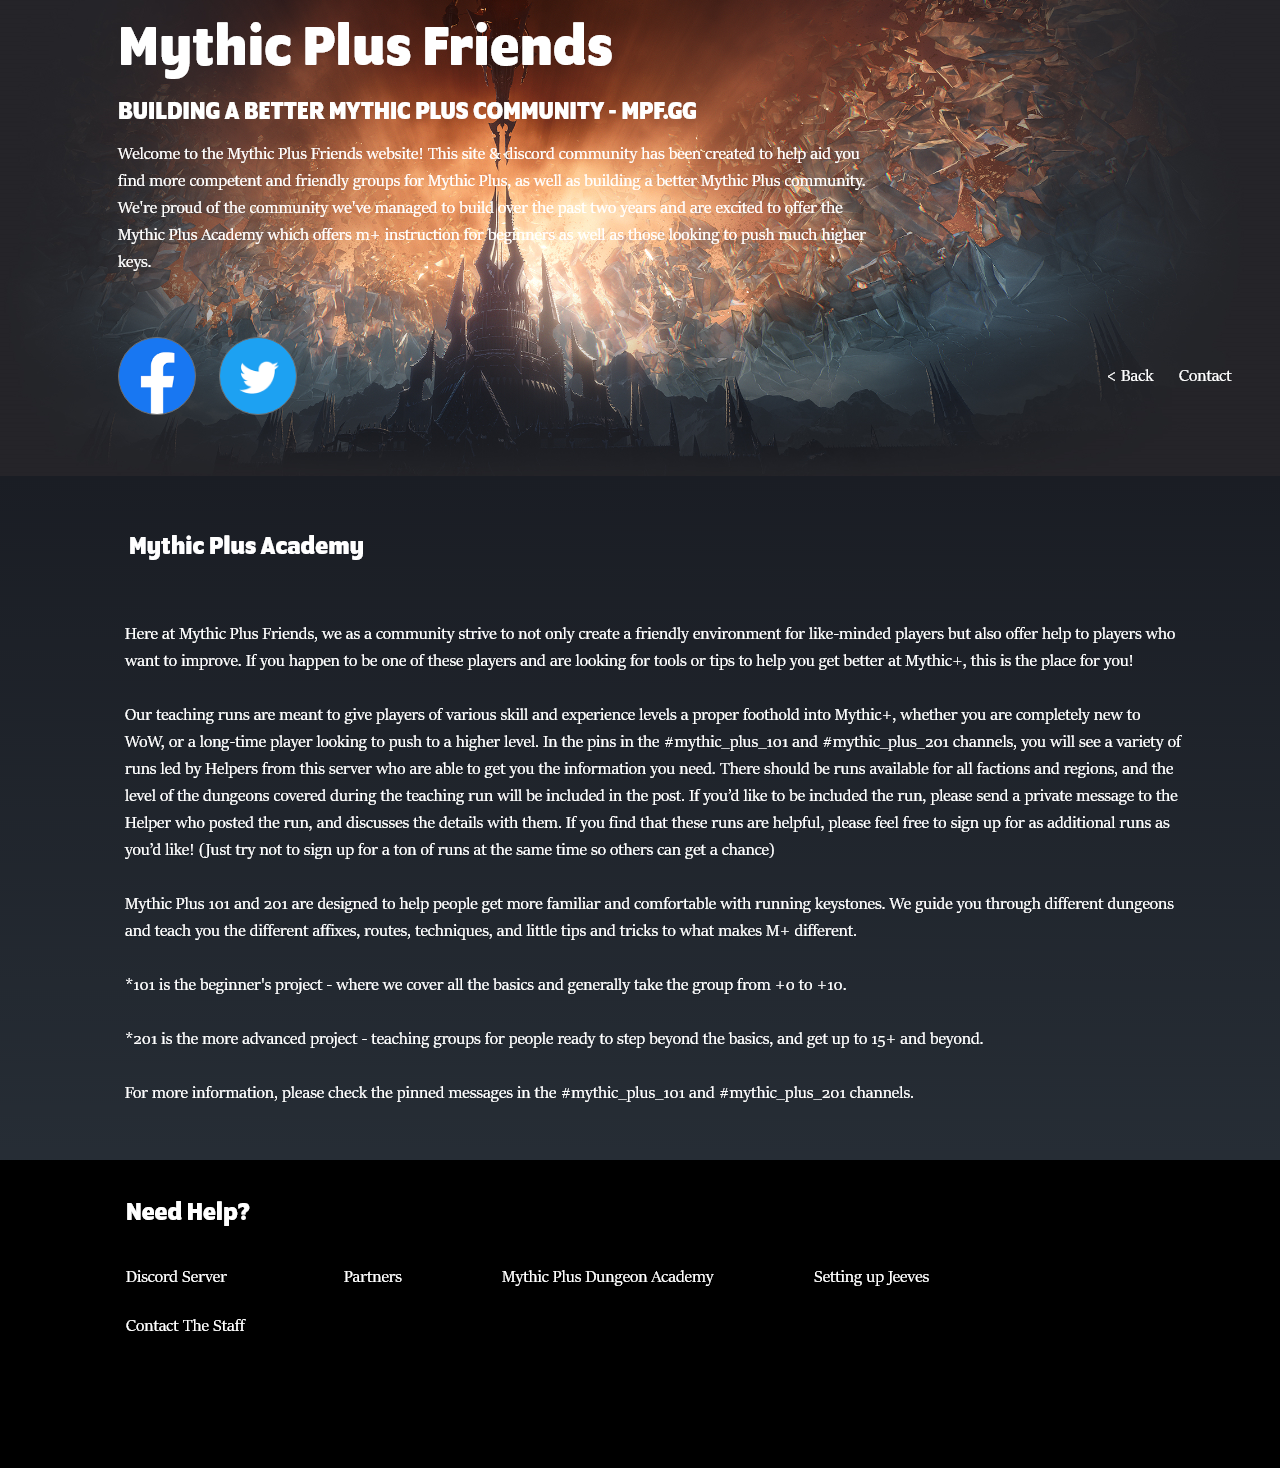 Mythic Plus Friends
BUILDING A BETTER MYTHIC PLUS COMMUNITY - MPF.GG
Welcome to the Mythic Plus Friends website! This site & discord community has been created to help aid you
find more competent and friendly groups for Mythic Plus, as well as building a better Mythic Plus community.
We're proud of the community we've managed to build over the past two years and are excited to offer the
Mythic Plus Academy which offers m+ instruction for beginners as well as those looking to push much higher
keys.
< Back Contact
Mythic Plus Academy
Here at Mythic Plus Friends, we as a community strive to not only create a friendly environment for like-minded players but also offer help to players who
want to improve. If you happen to be one of these players and are looking for tools or tips to help you get better at Mythic+, this is the place for you!
Our teaching runs are meant to give players of various skill and experience levels a proper foothold into Mythic+, whether you are completely new to
WoW, or a long-time player looking to push to a higher level. In the pins in the #mythic_plus_101 and #mythic_plus_201 channels, you will see a variety of
runs led by Helpers from this server who are able to get you the information you need. There should be runs available for all factions and regions, and the
level of the dungeons covered during the teaching run will be included in the post. If you’d like to be included the run, please send a private message to the
Helper who posted the run, and discusses the details with them. If you find that these runs are helpful, please feel free to sign up for as additional runs as
you’d like! (Just try not to sign up for a ton of runs at the same time so others can get a chance)
Mythic Plus 101 and 201 are designed to help people get more familiar and comfortable with running keystones. We guide you through different dungeons
and teach you the different affixes, routes, techniques, and little tips and tricks to what makes M+ different.
*101 is the beginner's project - where we cover all the basics and generally take the group from +0 to +10.
*201 is the more advanced project - teaching groups for people ready to step beyond the basics, and get up to 15+ and beyond.
For more information, please check the pinned messages in the #mythic_plus_101 and #mythic_plus_201 channels.
Need Help?
Discord Server Partners Mythic Plus Dungeon Academy Setting up Jeeves
Contact The Staff